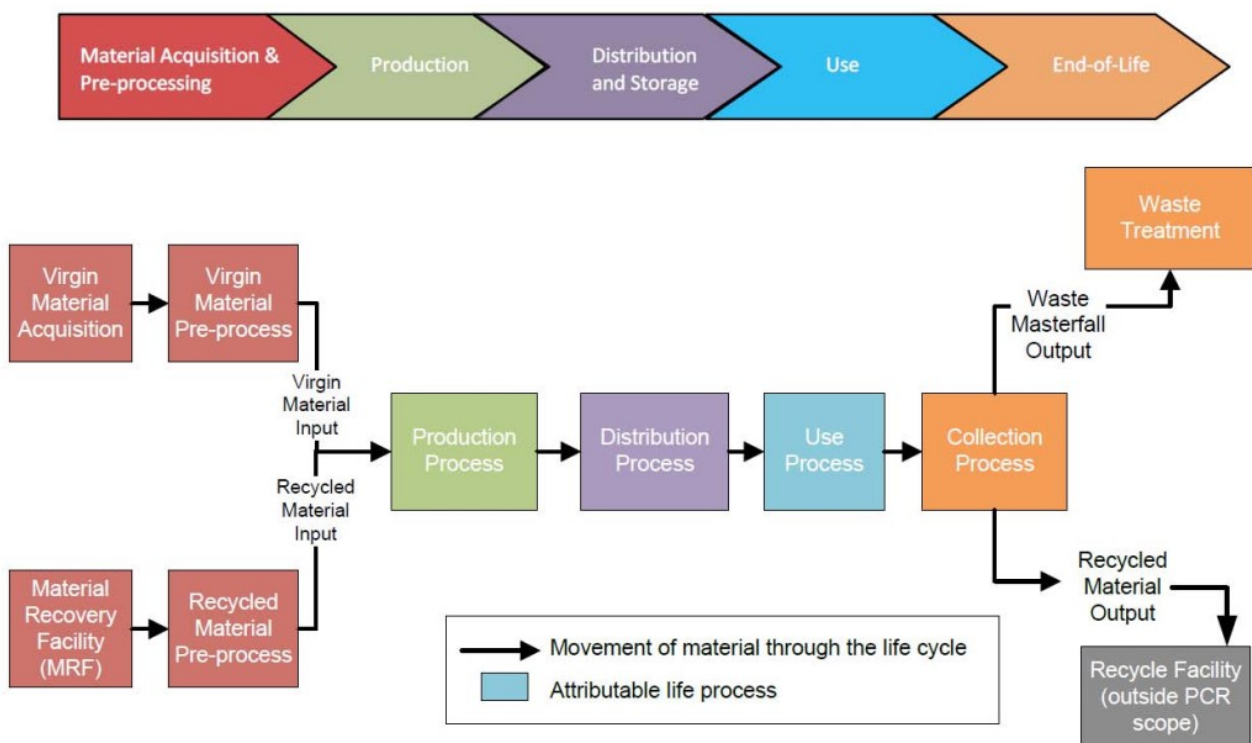 Material Acquisition &
Pre-processing
Production
Distribution
and Storage
Use
End-of-Life
Waste
Treatment
Virgin
Material
Acquisition
Virgin
Material
Pre-process
Waste
Masterfall
Output
Virgin
Material
Input
Production
Process
Distribution
Process
Use
Process
Collection
Process
Recycled
Material
Input
Material
Recovery
Facility
(MRF)
Recycled
Material
Pre-process
Recycled
Material
Output
Movement of material through the life cycle
Attributable life process
Recycle Facility
(outside PCR
scope)